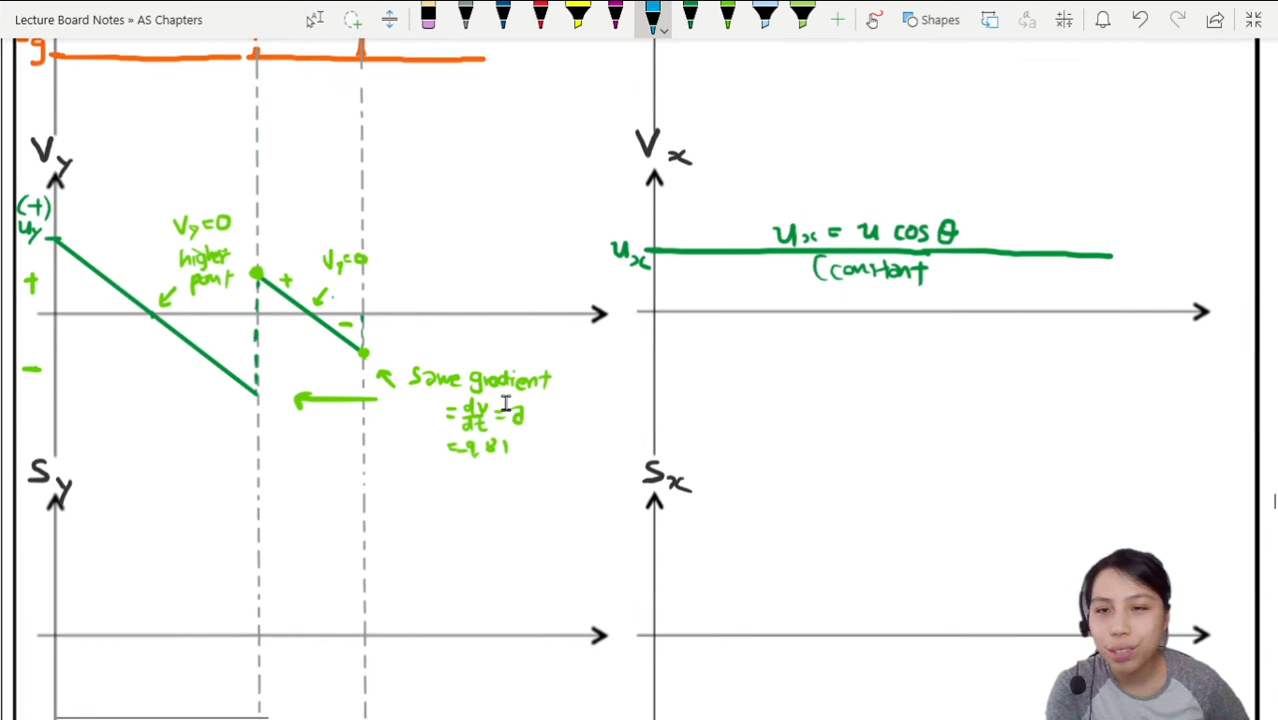 Lecture Board Notes » AS Chapters
Shapes
-g
Vy
(+)
uy
+
-
Vy=0
highest
point
Vy=0
+
-
Same gradient
= dv/dt = a
= 9.81
Vx
ux
ux = u cos θ
(constant
Sy
Sx